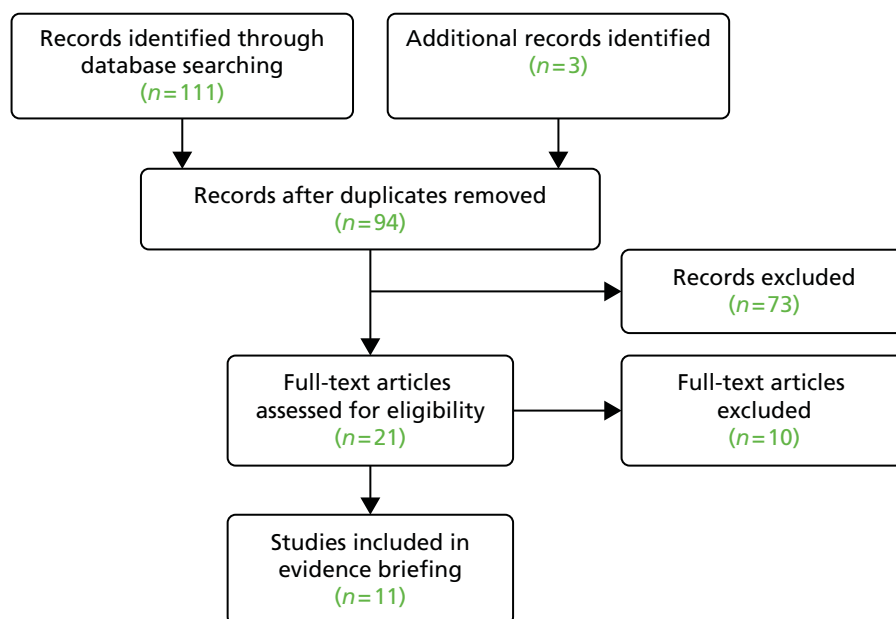 Records identified through
database searching
(n=111)
Additional records identified
(n=3)
Records after duplicates removed
(n=94)
Records excluded
(n=73)
Full-text articles
assessed for eligibility
(n=21)
Full-text articles
excluded
(n=10)
Studies included in
evidence briefing
(n=11)